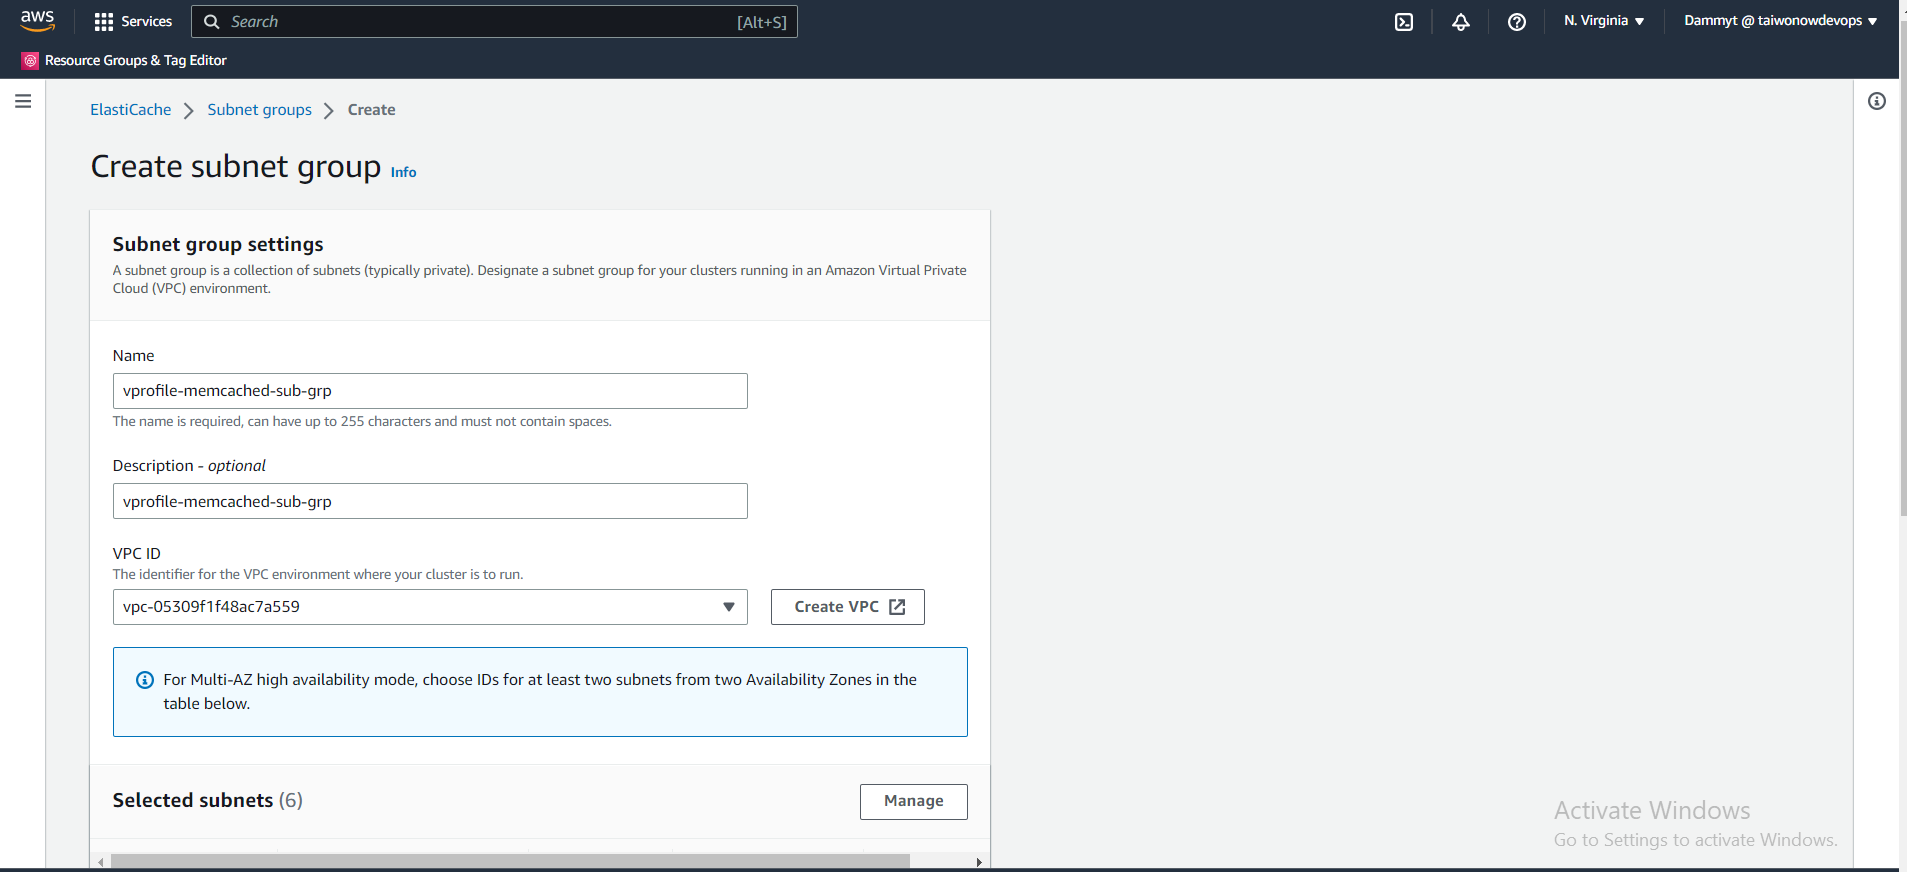 aws Services Search [Alt+S] N. Virginia Dammyt @ taiwonowdevops
Resource Groups & Tag Editor
ElastiCache Subnet groups Create
Create subnet group Info
Subnet group settings
A subnet group is a collection of subnets (typically private). Designate a subnet group for your clusters running in an Amazon Virtual Private
Cloud (VPC) environment.
Name
vprofile-memcached-sub-grp
The name is required, can have up to 255 characters and must not contain spaces.
Description - optional
vprofile-memcached-sub-grp
VPC ID
The identifier for the VPC environment where your cluster is to run.
vpc-05309f1f48ac7a559 Create VPC
For Multi-AZ high availability mode, choose IDs for at least two subnets from two Availability Zones in the
table below.
Selected subnets (6) Manage
Activate Windows
Go to Settings to activate Windows.